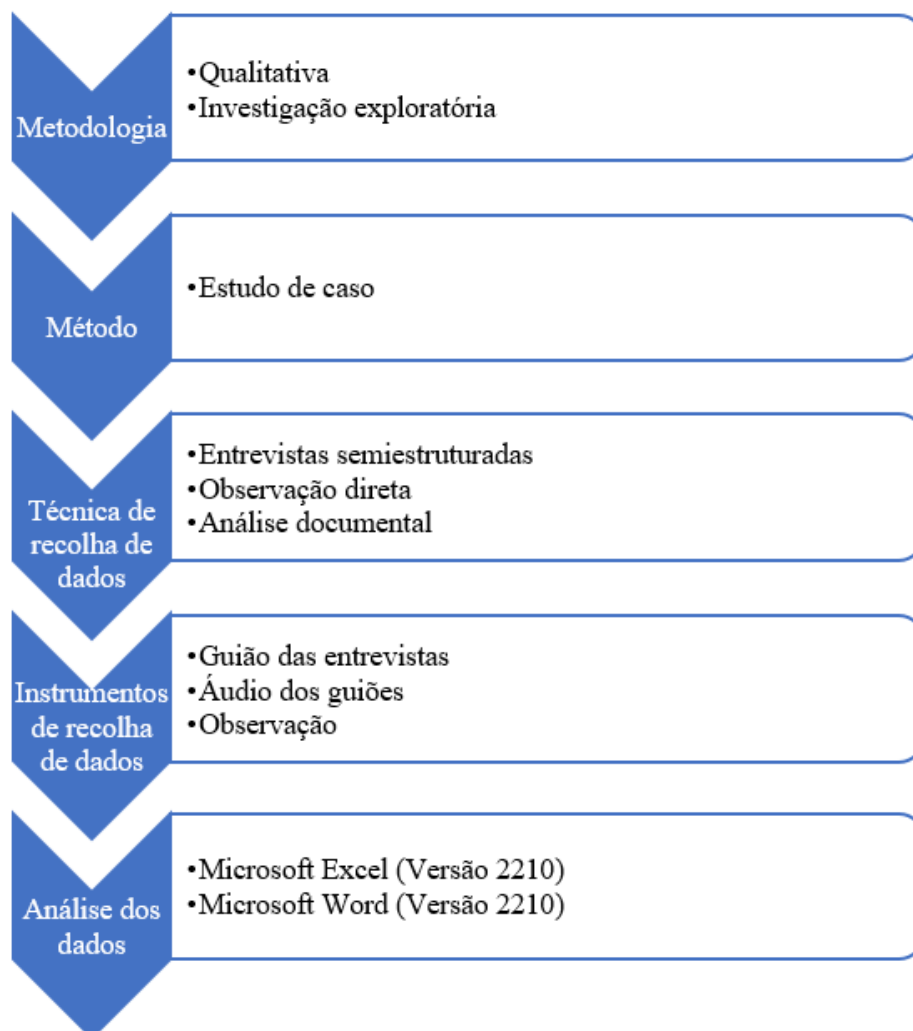 Metodologia
•Qualitativa
•Investigação exploratória
Método
•Estudo de caso
Técnica de
recolha de
dados
•Entrevistas semiestruturadas
•Observação direta
•Análise documental
Instrumentos
de recolha
de dados
•Guião das entrevistas
•Áudio dos guiões
•Observação
Análise dos
dados
•Microsoft Excel (Versão 2210)
•Microsoft Word (Versão 2210)